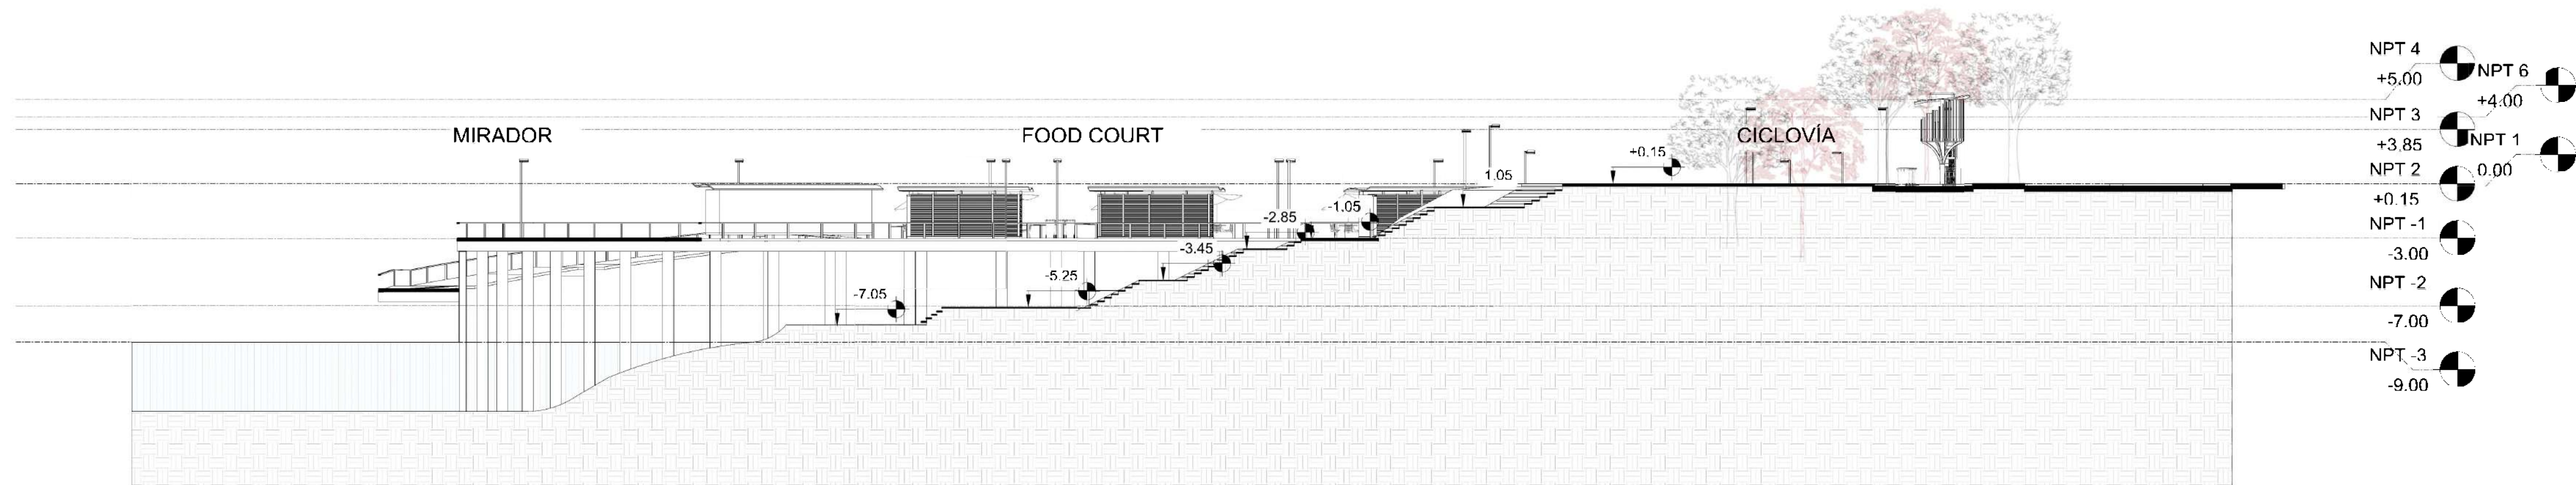 NPT 4
+5.00
NPT 6
+4.00
NPT 3
+3.85
NPT 1
0.00
NPT 2
+0.15
NPT -1
-3.00
NPT -2
-7.00
NPT -3
-9.00
MIRADOR
FOOD COURT
CICLOVÍA
+0.15
1.05
-1.05
-2.85
-3.45
-5.25
-7.05